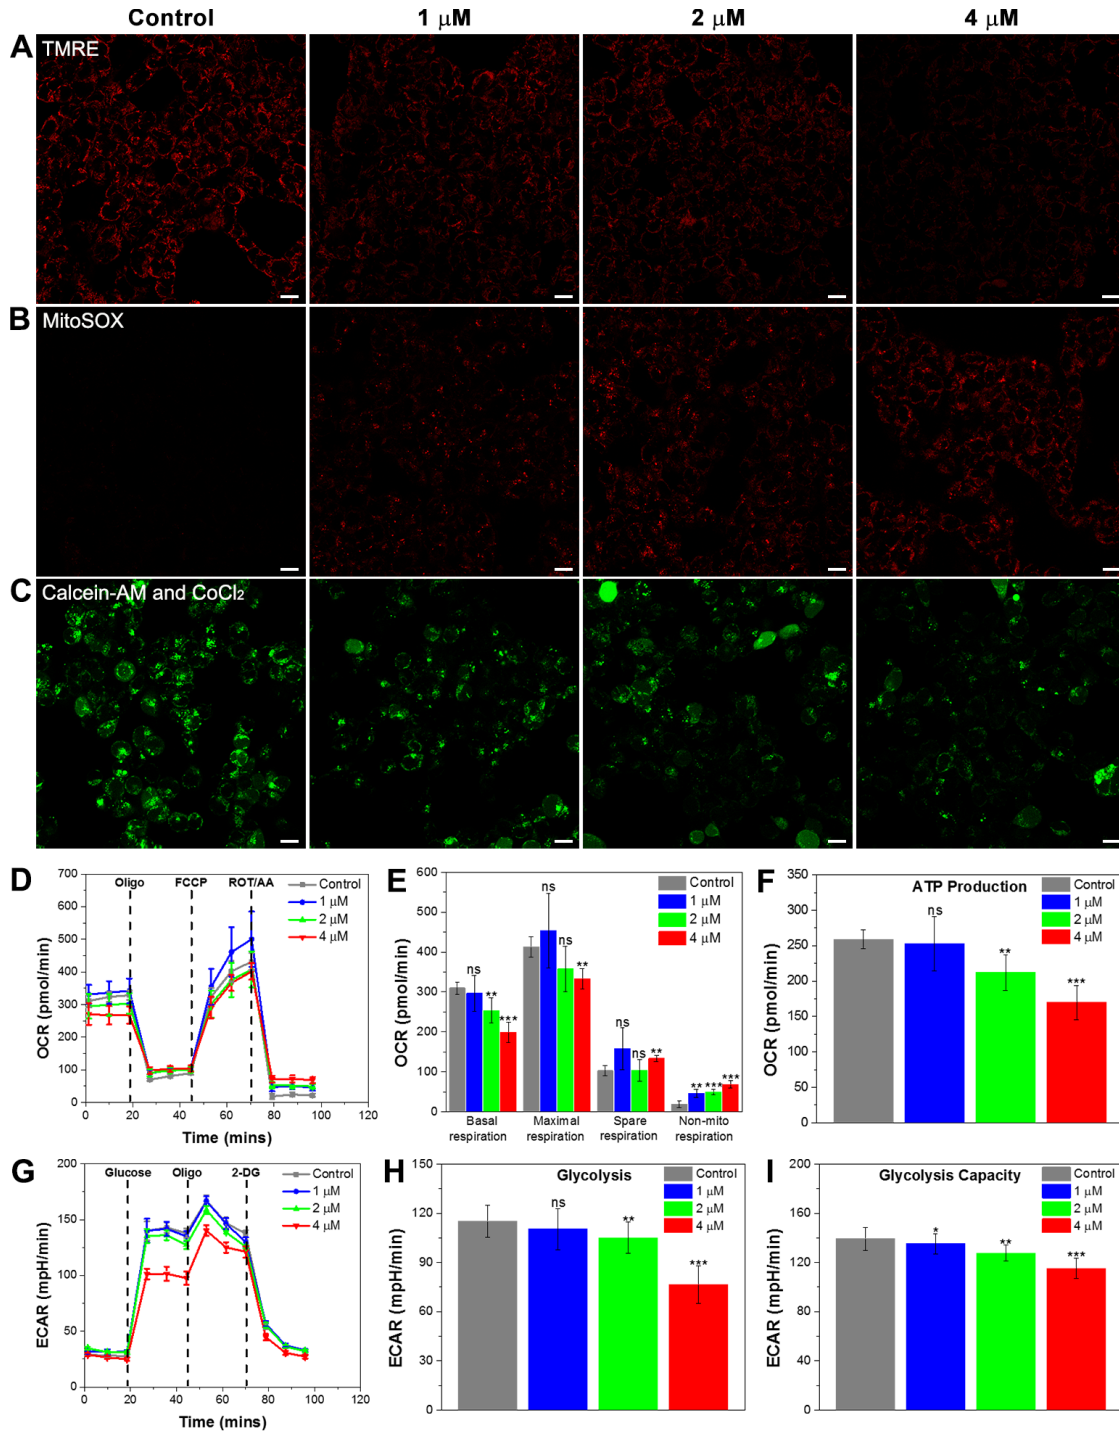 Control 1 μM 2 μM 4 μM
A TMRE
B MitoSOX
C Calcein-AM and CoCl₂
D
700
600
500
400
300
200
100
0
OCR (pmol/min)
Oligo FCCP ROT/AA
Control
1 μM
2 μM
4 μM
0 20 40 60 80 100 120
Time (mins)
E
600
500
400
300
200
100
0
OCR (pmol/min)
Control
1 μM
2 μM
4 μM
ns ** ***
ns ns **
ns ns **
** *** ***
Basal respiration
Maximal respiration
Spare respiration
Non-mito respiration
F
350
300
250
200
150
100
50
0
OCR (pmol/min)
ATP Production
Control
1 μM
2 μM
4 μM
ns ** ***
G
200
150
100
50
0
ECAR (mpH/min)
Glucose Oligo 2-DG
Control
1 μM
2 μM
4 μM
0 20 40 60 80 100 120
Time (mins)
H
150
120
90
60
30
0
ECAR (mpH/min)
Glycolysis
Control
1 μM
2 μM
4 μM
ns ** ***
I
200
160
120
80
40
0
ECAR (mpH/min)
Glycolysis Capacity
Control
1 μM
2 μM
4 μM
* ** ***